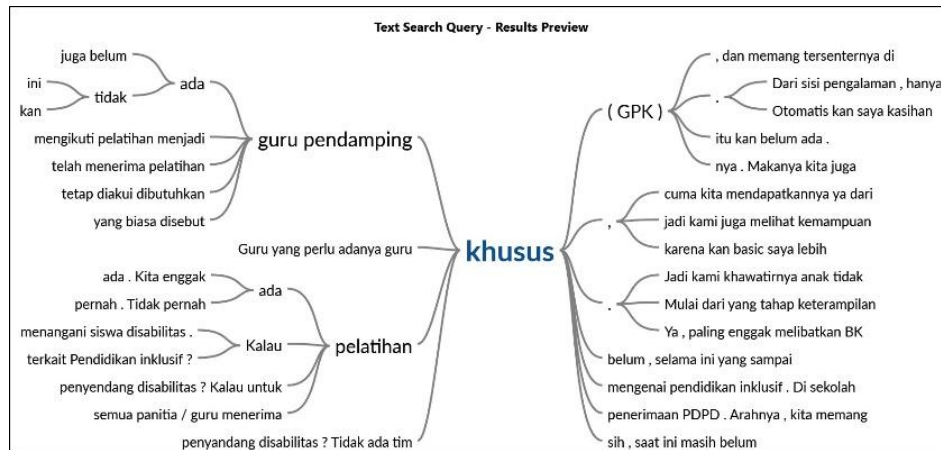 Text Search Query - Results Preview
juga belum
ini
kan
tidak
ada
mengikuti pelatihan menjadi
telah menerima pelatihan
tetap diakui dibutuhkan
yang biasa disebut
guru pendamping
Guru yang perlu adanya guru
ada . Kita enggak
pernah . Tidak pernah
ada
menangani siswa disabilitas .
terkait Pendidikan inklusif ?
Kalau
penyendang disabilitas ? Kalau untuk
semua panitia / guru menerima
pelatihan
penyandang disabilitas ? Tidak ada tim
khusus
( GPK )
, dan memang tersenternya di
.
Dari sisi pengalaman , hanya
Otomatis kan saya kasihan
itu kan belum ada .
nya . Makanya kita juga
,
cuma kita mendapatkannya ya dari
jadi kami juga melihat kemampuan
karena kan basic saya lebih
.
Jadi kami khawatirnya anak tidak
Mulai dari yang tahap keterampilan
Ya , paling enggak melibatkan BK
belum , selama ini yang sampai
mengenai pendidikan inklusif . Di sekolah
penerimaan PDPD . Arahnya , kita memang
sih , saat ini masih belum